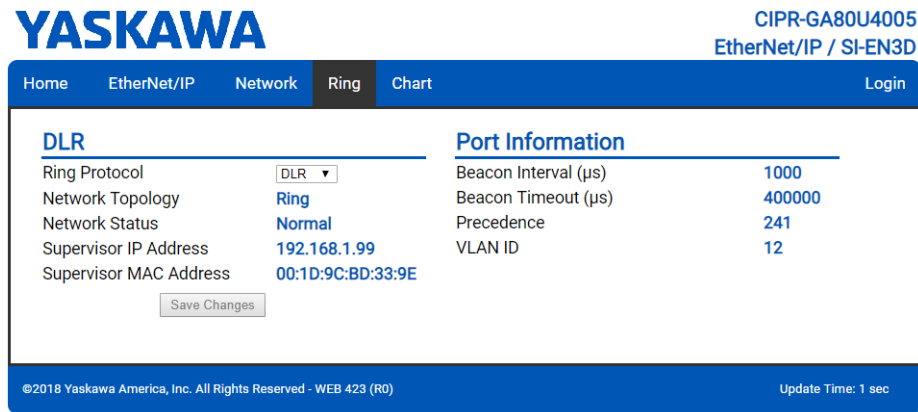 YASKAWA
CIPR-GA80U4005
EtherNet/IP / SI-EN3D
Home EtherNet/IP Network Ring Chart Login
DLR
Ring Protocol DLR
Network Topology Ring
Network Status Normal
Supervisor IP Address 192.168.1.99
Supervisor MAC Address 00:1D:9C:BD:33:9E
Save Changes
Port Information
Beacon Interval (µs) 1000
Beacon Timeout (µs) 400000
Precedence 241
VLAN ID 12
©2018 Yaskawa America, Inc. All Rights Reserved - WEB 423 (R0) Update Time: 1 sec